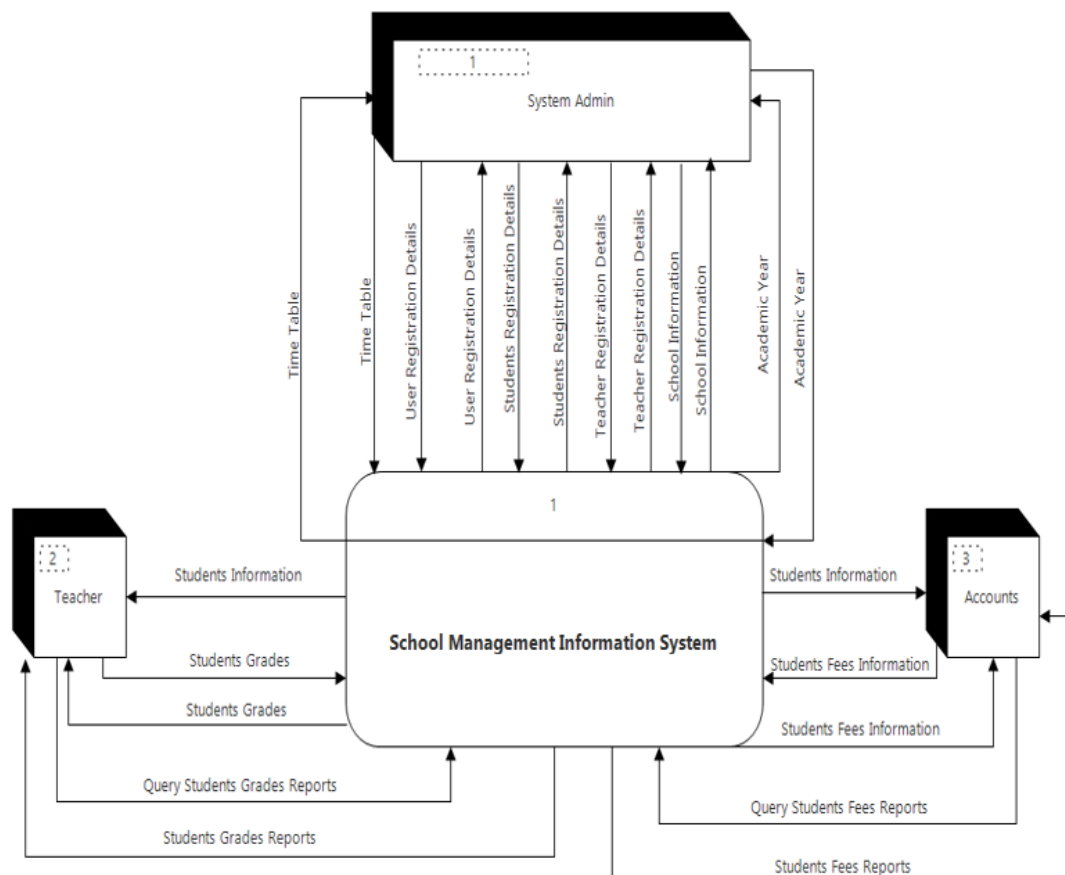 1
System Admin
Time Table
Time Table
User Registration Details
User Registration Details
Students Registration Details
Students Registration Details
Teacher Registration Details
Teacher Registration Details
School Information
School Information
Academic Year
Academic Year
1
School Management Information System
2
Teacher
3
Accounts
Students Information
Students Information
Students Grades
Students Fees Information
Students Grades
Students Fees Information
Query Students Grades Reports
Query Students Fees Reports
Students Grades Reports
Students Fees Reports